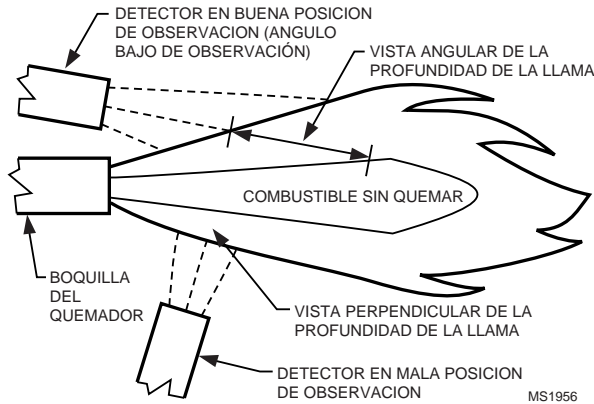 DETECTOR EN BUENA POSICION
DE OBSERVACION (ANGULO
BAJO DE OBSERVACIÓN)
VISTA ANGULAR DE LA
PROFUNDIDAD DE LA LLAMA
COMBUSTIBLE SIN QUEMAR
BOQUILLA
DEL
QUEMADOR
VISTA PERPENDICULAR DE LA
PROFUNDIDAD DE LA LLAMA
DETECTOR EN MALA POSICION
DE OBSERVACION
MS1956